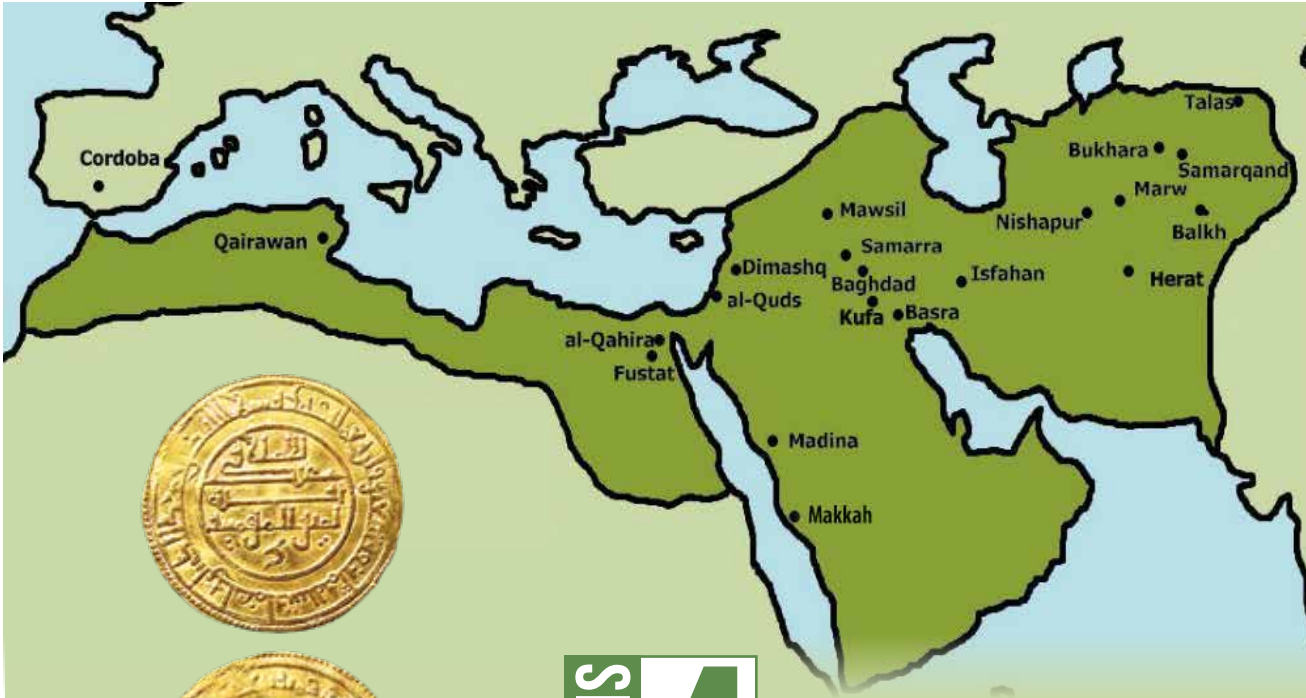 Talas
Bukhara
Samarqand
Cordoba
Marw
Mawsil
Nishapur
Qairawan
Balkh
Samarra
Dimashq
Isfahan
Baghdad
Herat
al-Quds
Kufa
Basra
al-Qahira
Fustat
Madina
Makkah